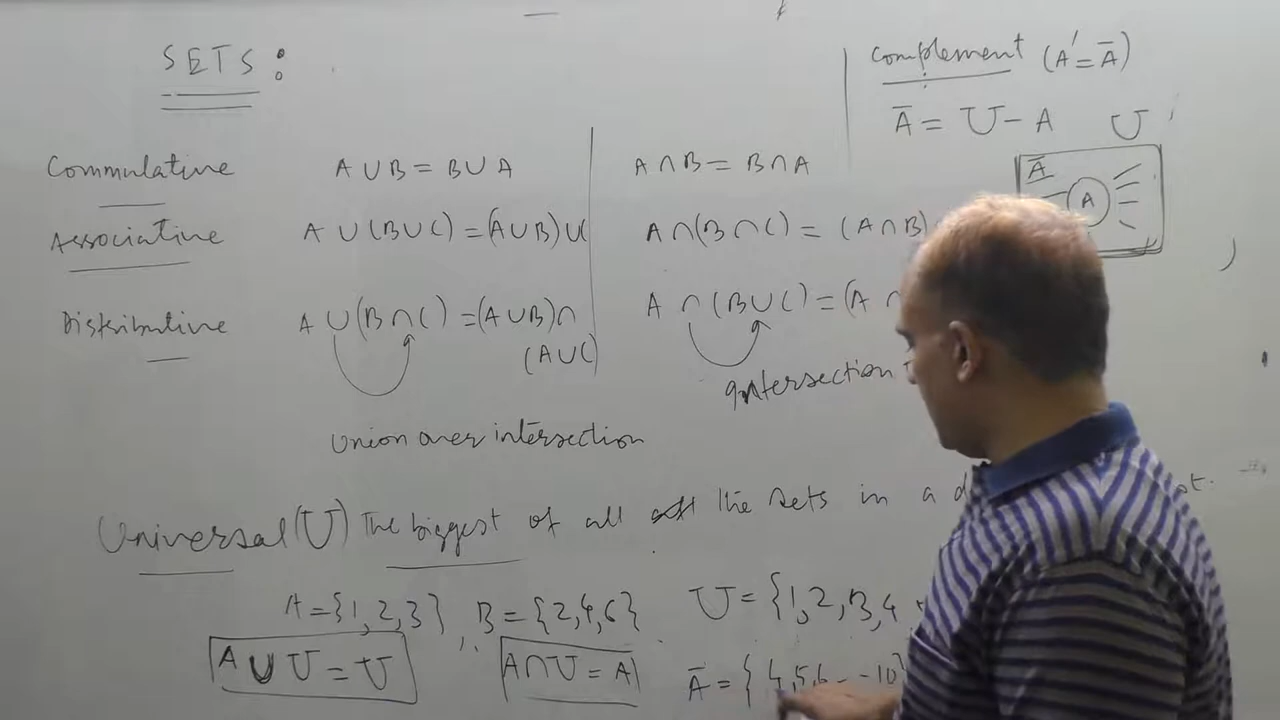 SETS:
Complement (A' = Ā)
Ā = U - A
U
Ā
A
Commulative A ∪ B = B ∪ A A ∩ B = B ∩ A
Associative A ∪ (B ∪ C) = (A ∪ B) ∪ C A ∩ (B ∩ C) = (A ∩ B)
Distributive A ∪ (B ∩ C) = (A ∪ B) ∩ A ∩ (B ∪ C) = (A ∩
(A ∪ C)
Intersection
Union over intersection
Universal (U) The biggest of all the sets in a
A = {1, 2, 3}, B = {2, 4, 6} U = {1, 2, 3, 4
A ∪ U = U A ∩ U = A Ā = {4, 5, 6 - - 10}